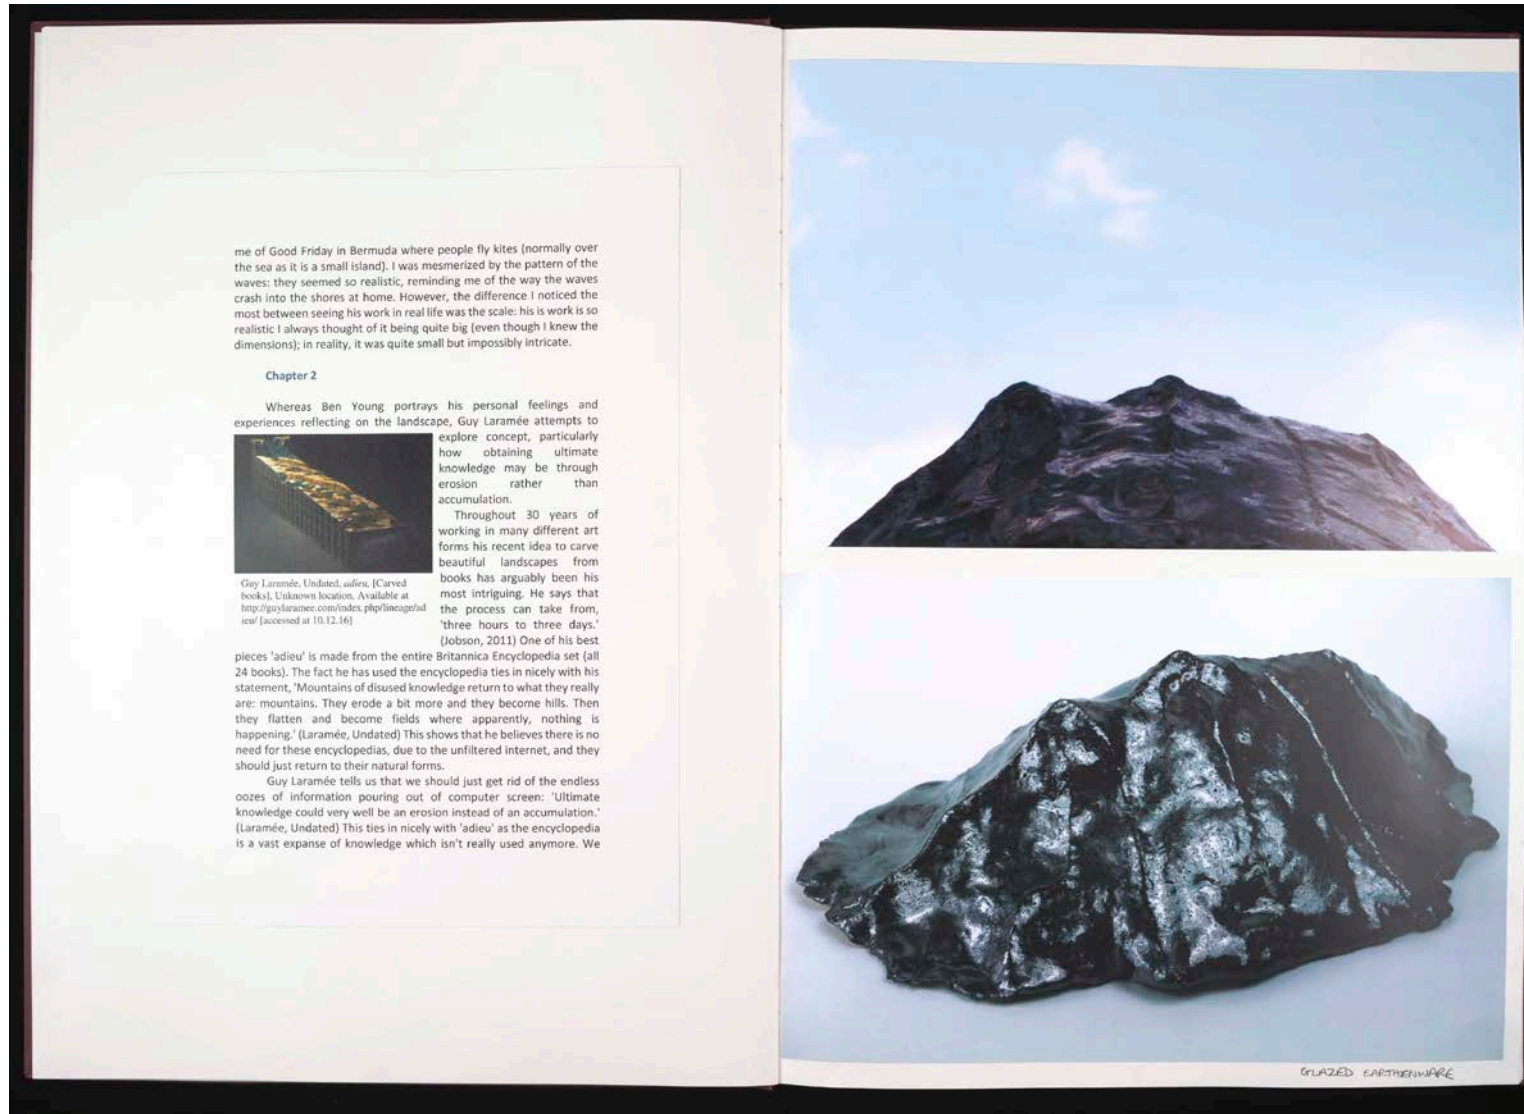 me of Good Friday in Bermuda where people fly kites (normally over
the sea as it is a small island). I was mesmerized by the pattern of the
waves: they seemed so realistic, reminding me of the way the waves
crash into the shores at home. However, the difference I noticed the
most between seeing his work in real life was the scale: his is work is so
realistic I always thought of it being quite big (even though I knew the
dimensions); in reality, it was quite small but impossibly intricate.
Chapter 2
Whereas Ben Young portrays his personal feelings and
experiences reflecting on the landscape, Guy Laramée attempts to
explore concept, particularly
how obtaining ultimate
knowledge may be through
erosion rather than
accumulation.
Throughout 30 years of
working in many different art
forms his recent idea to carve
beautiful landscapes from
books has arguably been his
most intriguing. He says that
the process can take from,
'three hours to three days.'
(Jobson, 2011) One of his best
pieces 'adieu' is made from the entire Britannica Encyclopedia set (all
24 books). The fact he has used the encyclopedia ties in nicely with his
statement, 'Mountains of disused knowledge return to what they really
are: mountains. They erode a bit more and they become hills. Then
they flatten and become fields where apparently, nothing is
happening.' (Laramée, Undated) This shows that he believes there is no
need for these encyclopedias, due to the unfiltered internet, and they
should just return to their natural forms.
Guy Laramée tells us that we should just get rid of the endless
oozes of information pouring out of computer screen: 'Ultimate
knowledge could very well be an erosion instead of an accumulation.'
(Laramée, Undated) This ties in nicely with 'adieu' as the encyclopedia
is a vast expanse of knowledge which isn't really used anymore. We
Guy Laramée, Undated, adieu, [Carved
books], Unknown location. Available at
http://guylaramee.com/index.php/lineage/ad
ieu/ [accessed at 10.12.16]
GLAZED EARTHENWARE